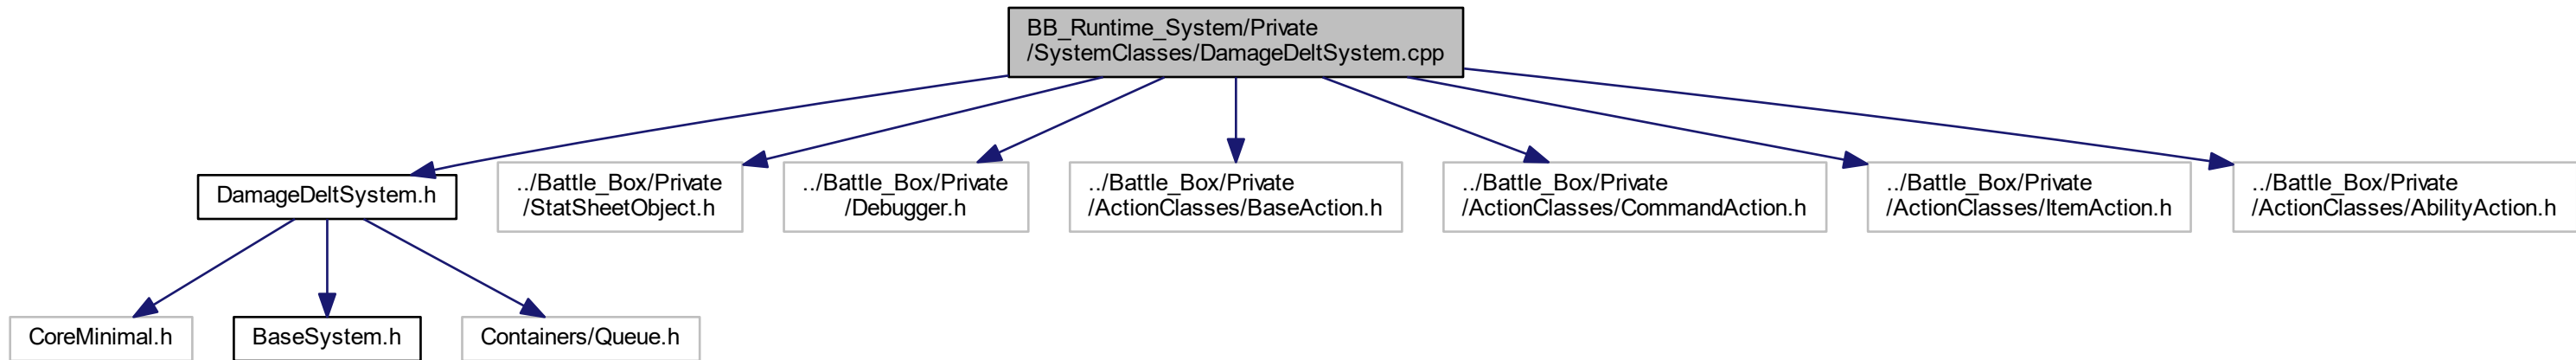 BB_Runtime_System/Private
/SystemClasses/DamageDeltSystem.cpp
DamageDeltSystem.h
../Battle_Box/Private
/StatSheetObject.h
../Battle_Box/Private
/Debugger.h
../Battle_Box/Private
/ActionClasses/BaseAction.h
../Battle_Box/Private
/ActionClasses/CommandAction.h
../Battle_Box/Private
/ActionClasses/ItemAction.h
../Battle_Box/Private
/ActionClasses/AbilityAction.h
CoreMinimal.h
BaseSystem.h
Containers/Queue.h